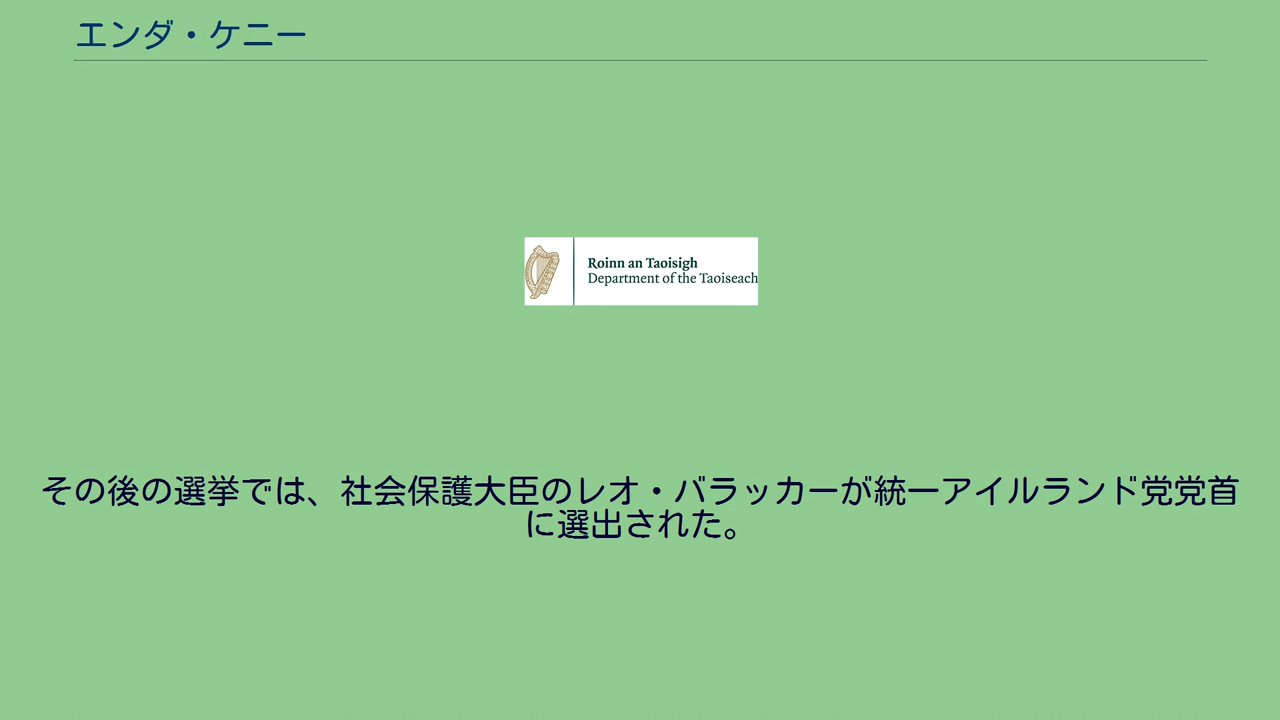 エンダ・ケニー
Roinn an Taoisigh
Department of the Taoiseach
その後の選挙では、社会保護大臣のレオ・バラッカーが統一アイルランド党党首
に選出された。